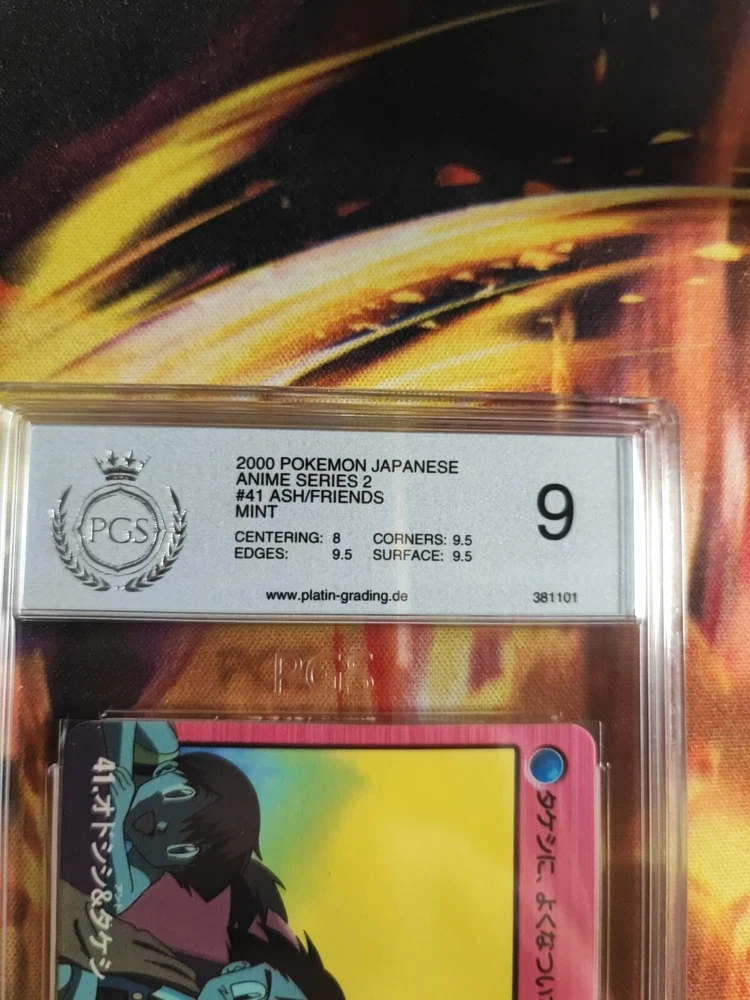 PGS
2000 POKEMON JAPANESE
ANIME SERIES 2
#41 ASH/FRIENDS
MINT
CENTERING: 8 CORNERS: 9.5
EDGES: 9.5 SURFACE: 9.5
9
www.platin-grading.de
381101
PGS
41.オドシシ&タケシ
タケシに、よくなつい